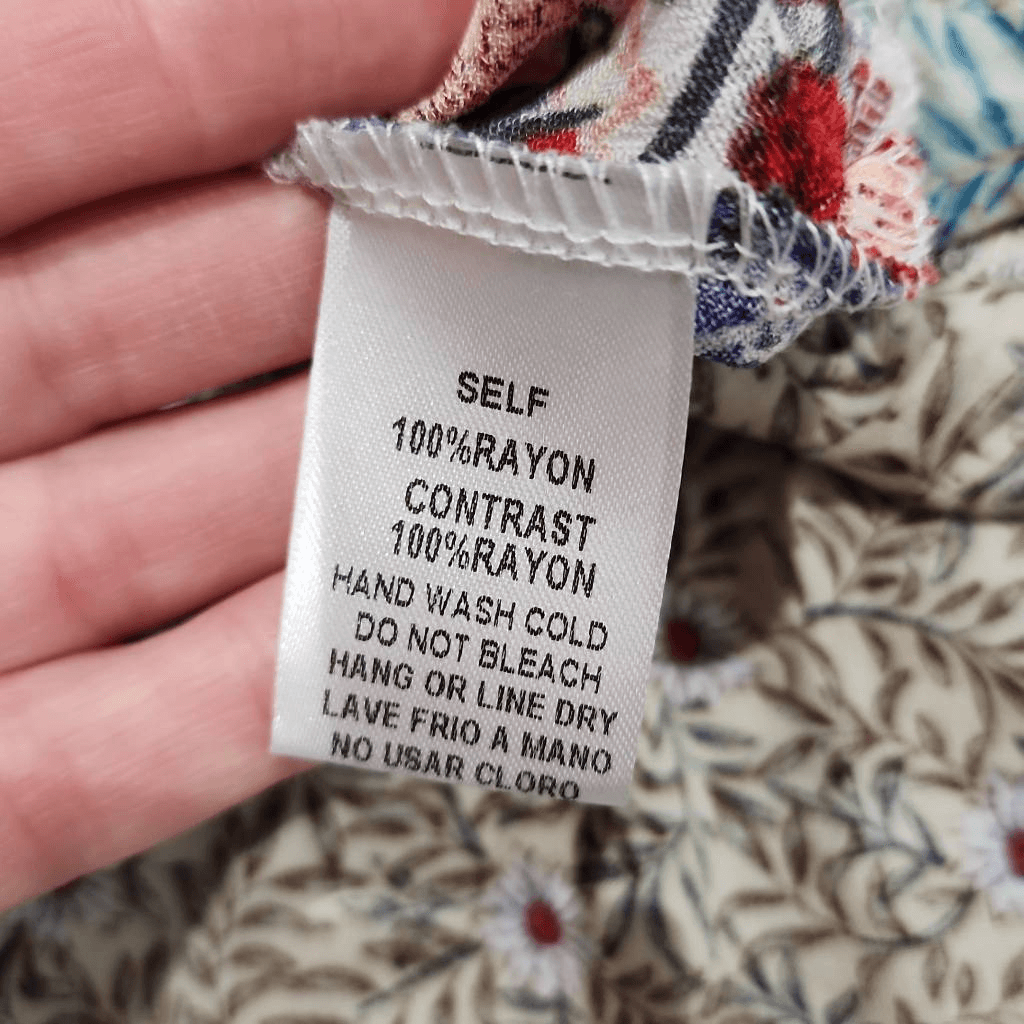 SELF
100%RAYON
CONTRAST
100%RAYON
HAND WASH COLD
DO NOT BLEACH
HANG OR LINE DRY
LAVE FRIO A MANO
NO USAR CLORO